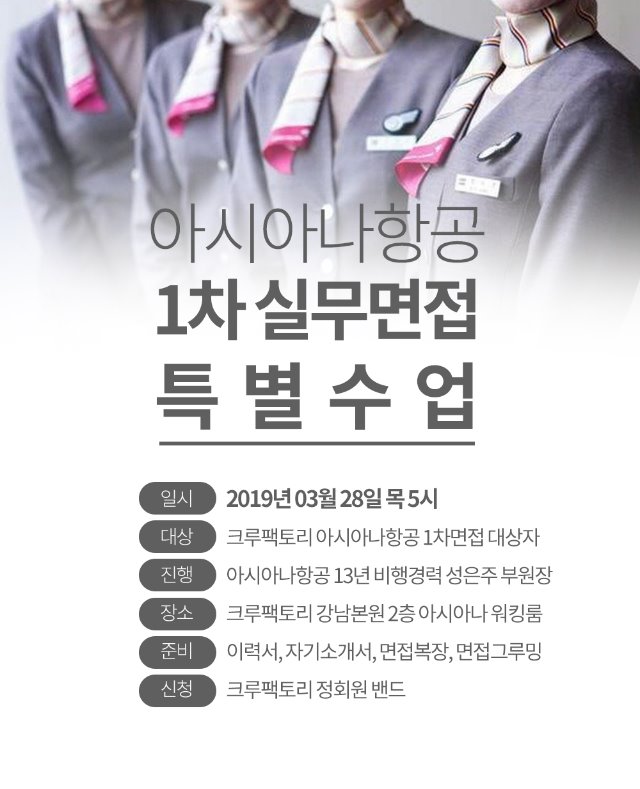 아시아나항공
1차 실무면접
특별수업
일시 2019년 03월 28일 목 5시
대상 크루팩토리 아시아나항공 1차면접 대상자
진행 아시아나항공 13년 비행경력 성은주 부원장
장소 크루팩토리 강남본원 2층 아시아나 워킹룸
준비 이력서, 자기소개서, 면접복장, 면접그루밍
신청 크루팩토리 정회원 밴드